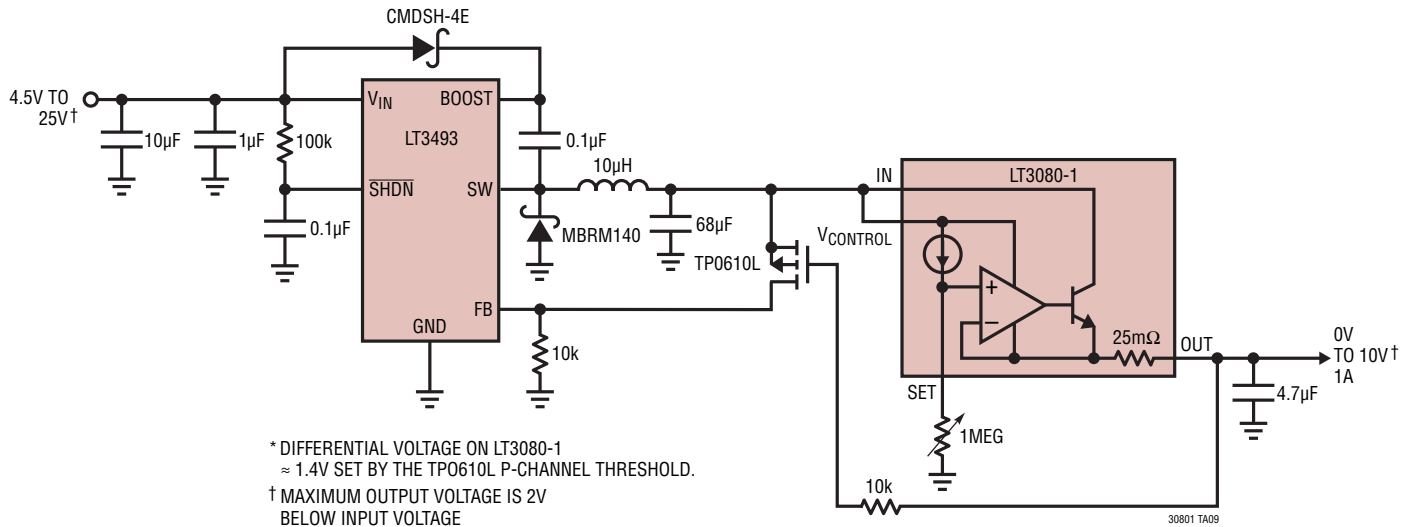 CMDSH-4E
4.5V TO
25V†
10µF
1µF
100k
0.1µF
VIN
BOOST
LT3493
SHDN
SW
FB
GND
0.1µF
10µH
MBRM140
68µF
TP0610L
10k
IN
LT3080-1
VCONTROL
+
–
25mΩ
OUT
SET
1MEG
10k
4.7µF
0V
TO 10V†
1A
* DIFFERENTIAL VOLTAGE ON LT3080-1
≈ 1.4V SET BY THE TP0610L P-CHANNEL THRESHOLD.
† MAXIMUM OUTPUT VOLTAGE IS 2V
BELOW INPUT VOLTAGE
30801 TA09